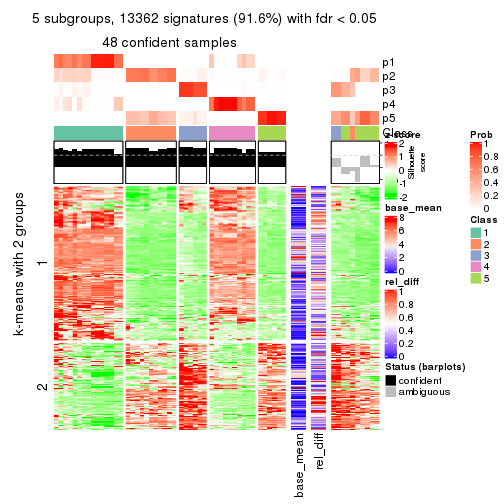 5 subgroups, 13362 signatures (91.6%) with fdr < 0.05
48 confident samples
p1
p2
p3
p4
p5
Class
z-score
2
1
0
-1
-2
Silhouette
score
base_mean
8
6
4
2
0
rel_diff
1
0.8
0.6
0.4
0.2
0
Status (barplots)
confident
ambiguous
Prob
1
0.8
0.6
0.4
0.2
0
Class
1
2
3
4
5
k-means with 2 groups
1
2
base_mean
rel_diff